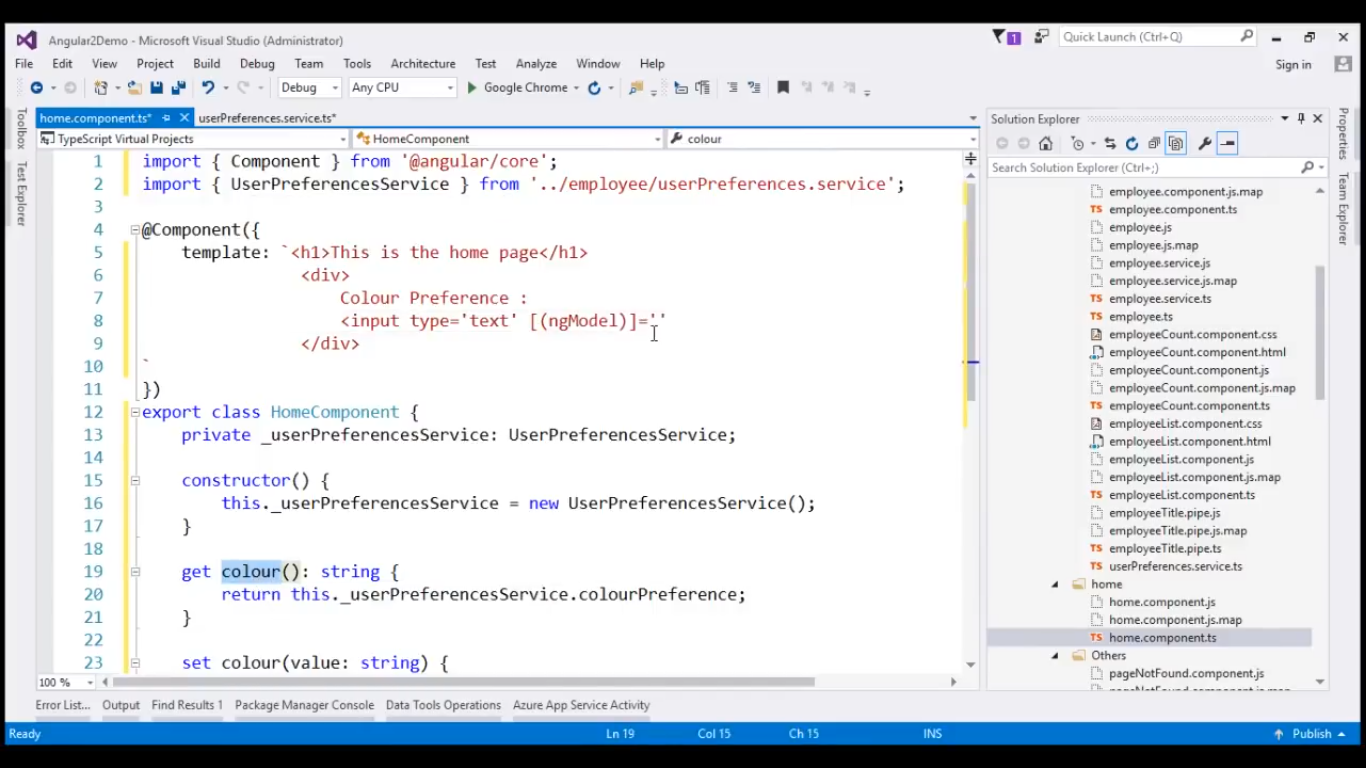 Angular2Demo - Microsoft Visual Studio (Administrator)
1
Quick Launch (Ctrl+Q)
File Edit View Project Build Debug Team Tools Architecture Test Analyze Window Help
Sign in
Debug Any CPU Google Chrome
home.component.ts* userPreferences.service.ts*
TypeScript Virtual Projects HomeComponent colour
1 import { Component } from '@angular/core';
2 import { UserPreferencesService } from '../employee/userPreferences.service';
3
4 @Component({
5 template: `<h1>This is the home page</h1>
6 <div>
7 Colour Preference :
8 <input type='text' [(ngModel)]=''
9 </div>
10 `
11 })
12 export class HomeComponent {
13 private _userPreferencesService: UserPreferencesService;
14
15 constructor() {
16 this._userPreferencesService = new UserPreferencesService();
17 }
18
19 get colour(): string {
20 return this._userPreferencesService.colourPreference;
21 }
22
23 set colour(value: string) {
100 %
Toolbox
Test Explorer
Solution Explorer
Search Solution Explorer (Ctrl+;)
employee.component.js.map
TS employee.component.ts
employee.js
employee.js.map
employee.service.js
employee.service.js.map
TS employee.service.ts
TS employee.ts
employeeCount.component.css
employeeCount.component.html
employeeCount.component.js
employeeCount.component.js.map
TS employeeCount.component.ts
employeeList.component.css
employeeList.component.html
employeeList.component.js
employeeList.component.js.map
TS employeeList.component.ts
employeeTitle.pipe.js
employeeTitle.pipe.js.map
TS employeeTitle.pipe.ts
TS userPreferences.service.ts
home
home.component.js
home.component.js.map
TS home.component.ts
Others
pageNotFound.component.js
Properties
Team Explorer
Error List... Output Find Results 1 Package Manager Console Data Tools Operations Azure App Service Activity
Ready Ln 19 Col 15 Ch 15 INS Publish